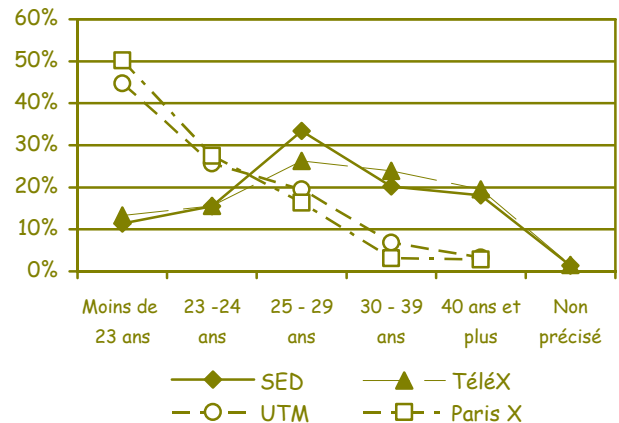 60%
50%
40%
30%
20%
10%
0%
Moins de 23 -24 25 - 29 30 - 39 40 ans et Non
23 ans ans ans ans plus précisé
SED TéléX
UTM Paris X